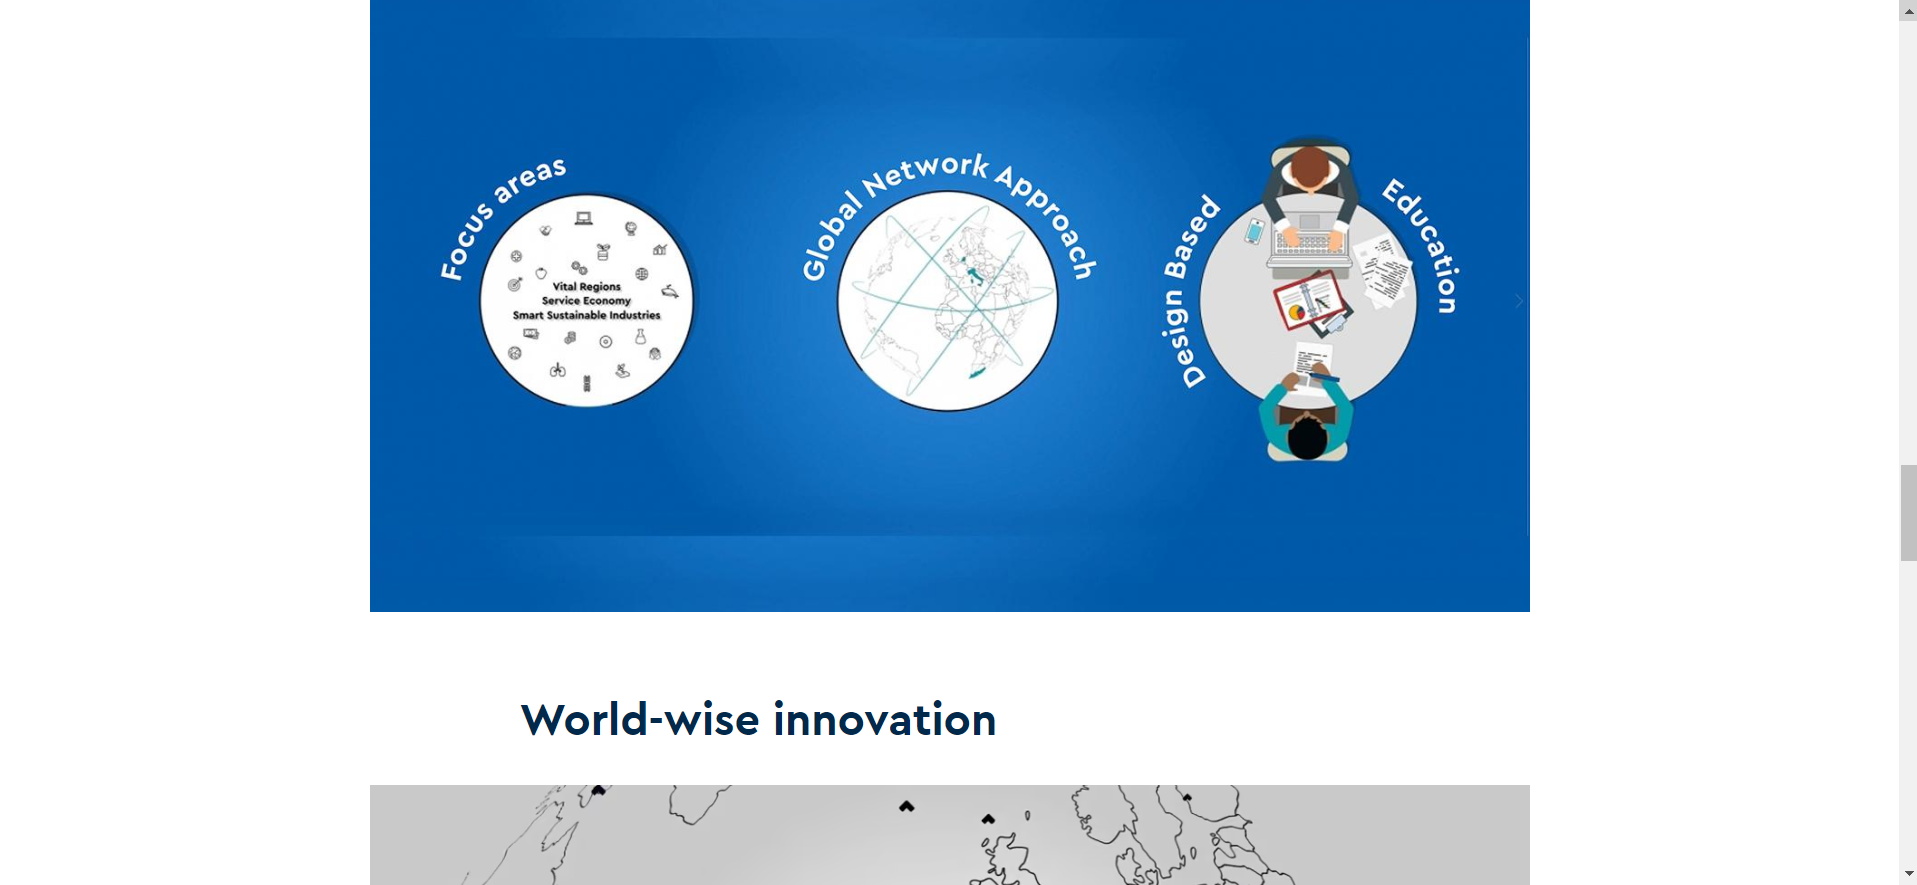 Focus areas
Vital Regions
Service Economy
Smart Sustainable Industries
Global Network Approach
Design Based
Education
World-wise innovation